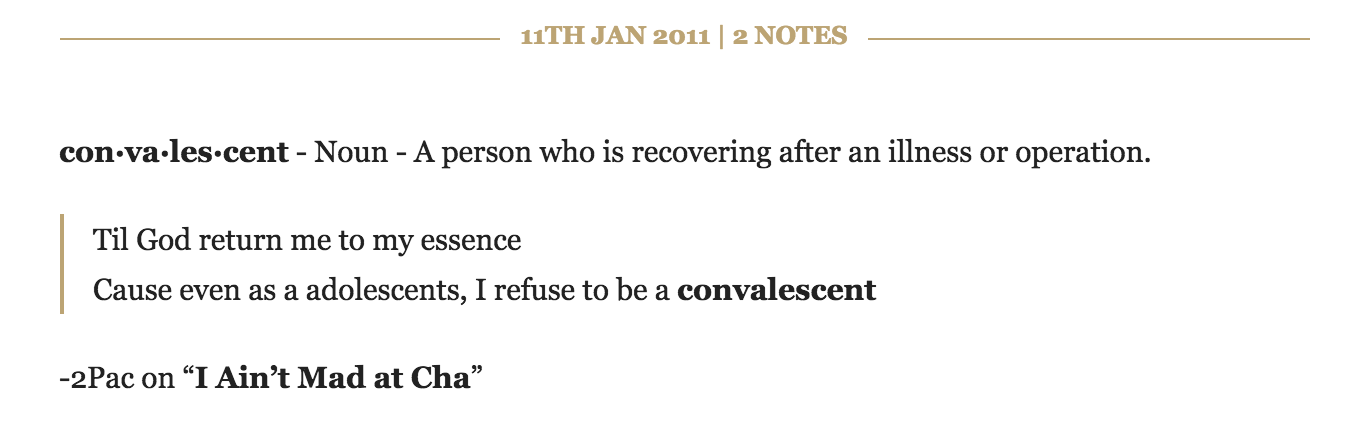 11TH JAN 2011 | 2 NOTES
con·va·les·cent - Noun - A person who is recovering after an illness or operation.
Til God return me to my essence
Cause even as a adolescents, I refuse to be a convalescent
-2Pac on “I Ain’t Mad at Cha”